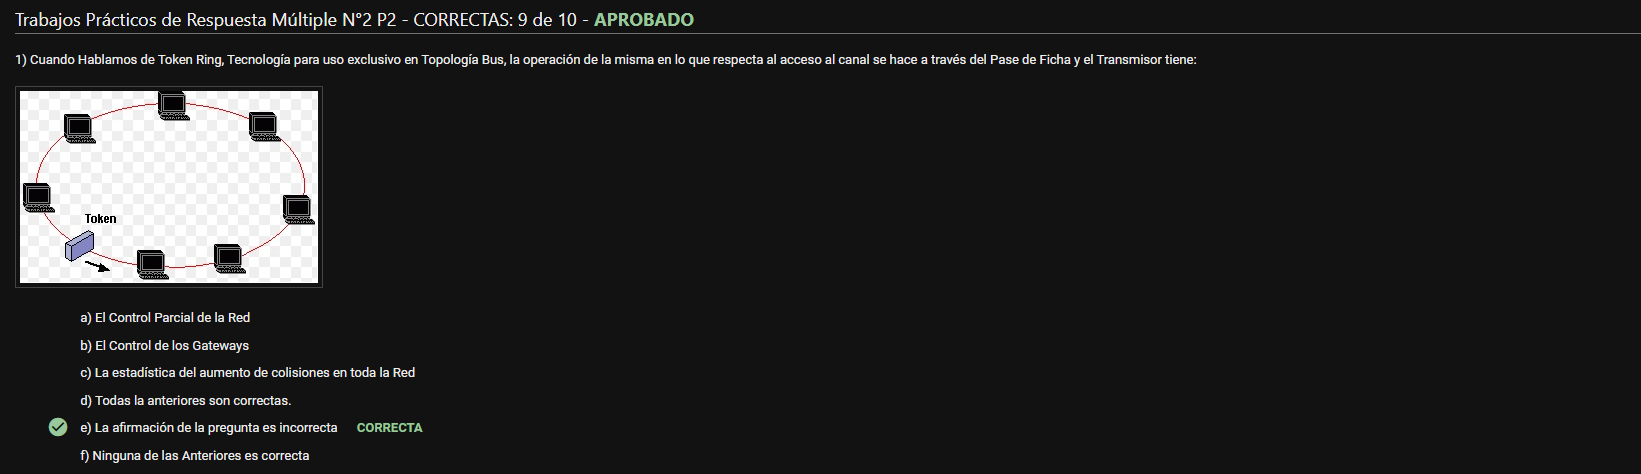 Trabajos Prácticos de Respuesta Múltiple N°2 P2 - CORRECTAS: 9 de 10 - APROBADO
1) Cuando Hablamos de Token Ring, Tecnología para uso exclusivo en Topología Bus, la operación de la misma en lo que respecta al acceso al canal se hace a través del Pase de Ficha y el Transmisor tiene:
Token
a) El Control Parcial de la Red
b) El Control de los Gateways
c) La estadística del aumento de colisiones en toda la Red
d) Todas la anteriores son correctas.
e) La afirmación de la pregunta es incorrecta CORRECTA
f) Ninguna de las Anteriores es correcta